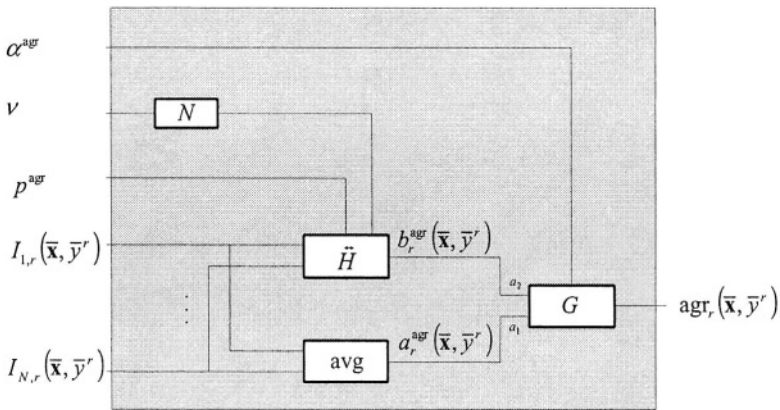 α^agr
ν
N
p^agr
I_{1,r}(x̄, ȳ^r)
Ḧ
b_r^agr(x̄, ȳ^r)
a_2
G
agr_r(x̄, ȳ^r)
a_1
⋮
avg
a_r^agr(x̄, ȳ^r)
I_{N,r}(x̄, ȳ^r)